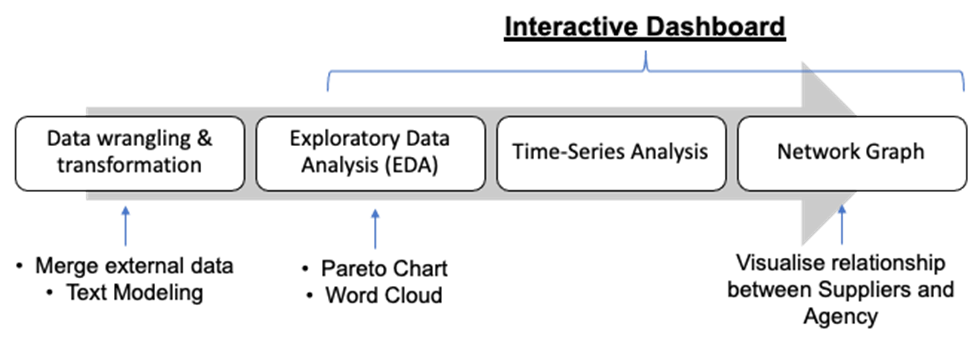 Interactive Dashboard
Data wrangling &
transformation
Exploratory Data
Analysis (EDA)
Time-Series Analysis
Network Graph
• Merge external data
• Text Modeling
• Pareto Chart
• Word Cloud
Visualise relationship
between Suppliers and
Agency